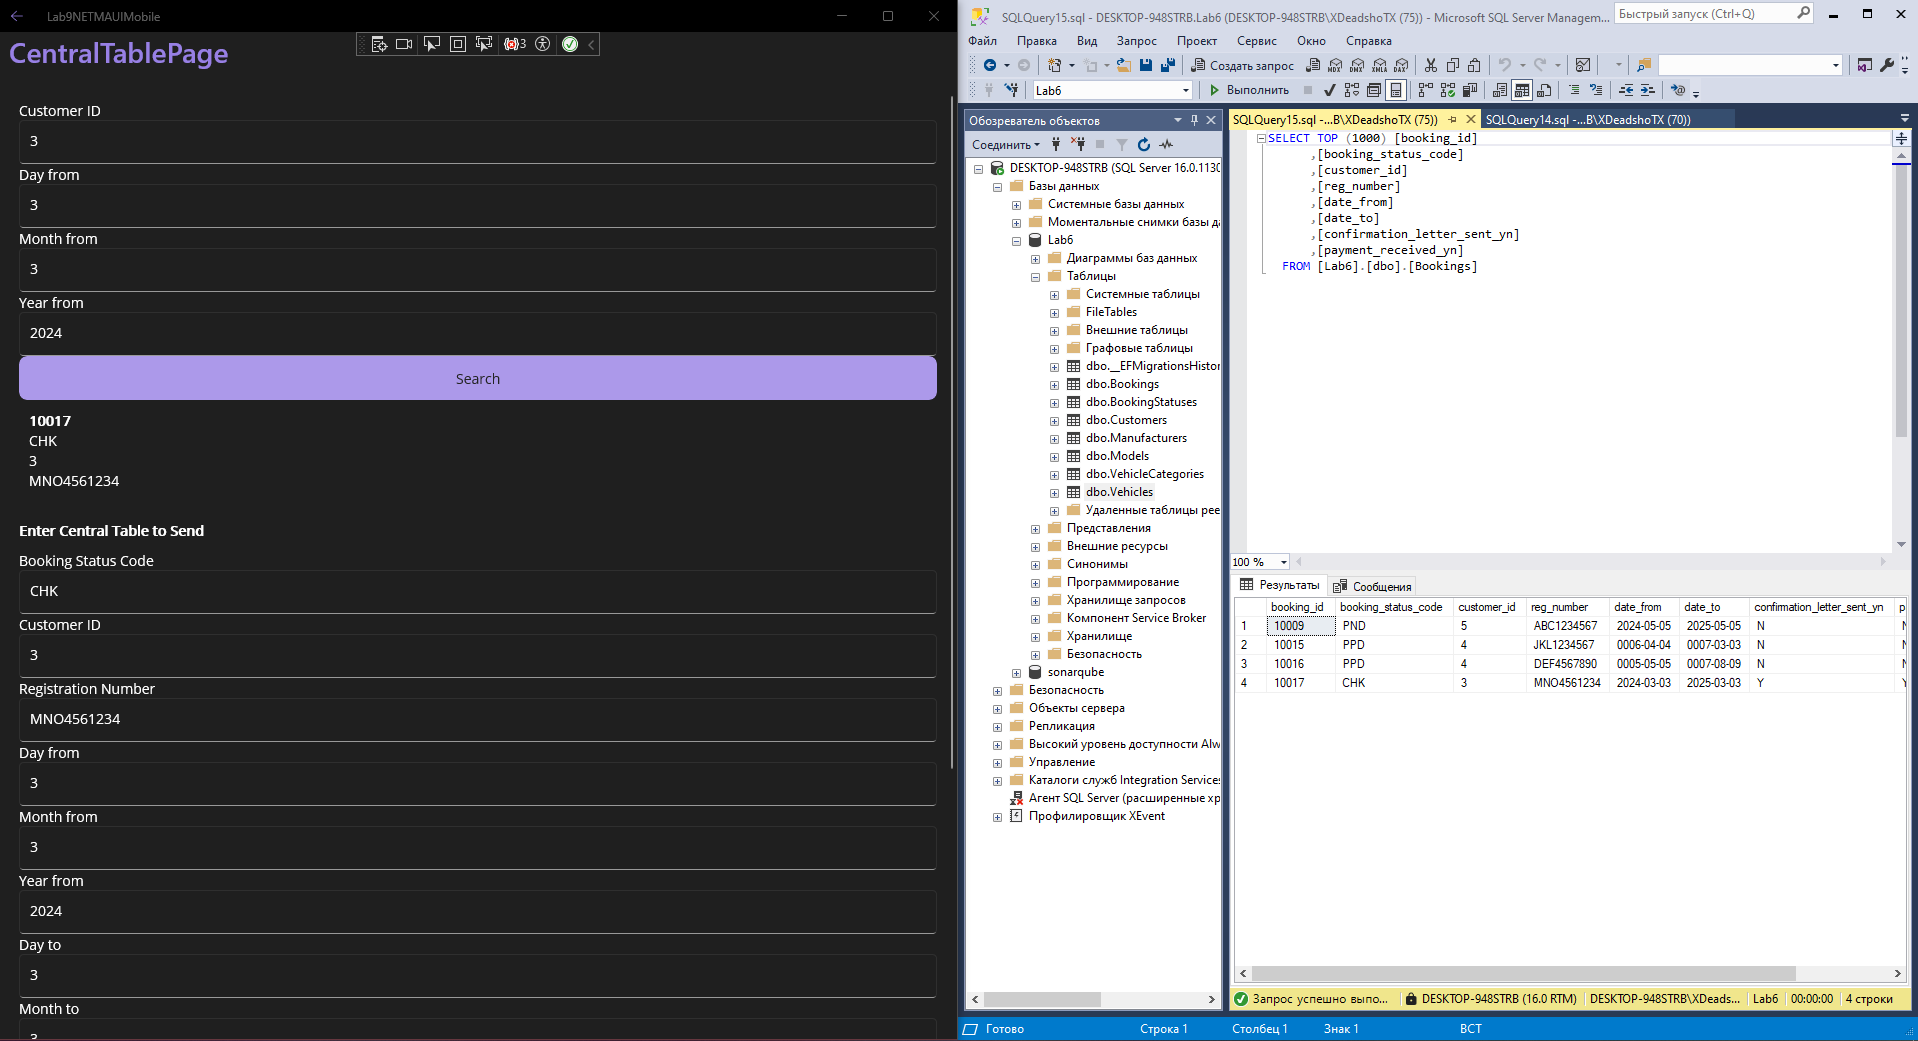 Lab9NETMAUIMobile
CentralTablePage
3
Customer ID
3
Day from
3
Month from
3
Year from
2024
Search
10017
CHK
3
MNO4561234
Enter Central Table to Send
Booking Status Code
CHK
Customer ID
3
Registration Number
MNO4561234
Day from
3
Month from
3
Year from
2024
Day to
3
Month to
3
SQLQuery15.sql - DESKTOP-948STRB.Lab6 (DESKTOP-948STRB\XDeadshoTX (75)) - Microsoft SQL Server Managem...
Быстрый запуск (Ctrl+Q)
Файл Правка Вид Запрос Проект Сервис Окно Справка
Создать запрос MDX DMX XMLA DAX
Lab6 Выполнить
Обозреватель объектов
Соединить
DESKTOP-948STRB (SQL Server 16.0.1130
Базы данных
Системные базы данных
Моментальные снимки базы да
Lab6
Диаграммы баз данных
Таблицы
Системные таблицы
FileTables
Внешние таблицы
Графовые таблицы
dbo.__EFMigrationsHistor
dbo.Bookings
dbo.BookingStatuses
dbo.Customers
dbo.Manufacturers
dbo.Models
dbo.VehicleCategories
dbo.Vehicles
Удаленные таблицы рее
Представления
Внешние ресурсы
Синонимы
Программирование
Хранилище запросов
Компонент Service Broker
Хранилище
Безопасность
sonarqube
Безопасность
Объекты сервера
Репликация
Высокий уровень доступности Alw
Управление
Каталоги служб Integration Services
Агент SQL Server (расширенные хр
Профилировщик XEvent
SQLQuery15.sql -...B\XDeadshoTX (75)) SQLQuery14.sql -...B\XDeadshoTX (70))
SELECT TOP (1000) [booking_id]
,[booking_status_code]
,[customer_id]
,[reg_number]
,[date_from]
,[date_to]
,[confirmation_letter_sent_yn]
,[payment_received_yn]
FROM [Lab6].[dbo].[Bookings]
100 %
Результаты Сообщения
booking_id booking_status_code customer_id reg_number date_from date_to confirmation_letter_sent_yn p
1 10009 PND 5 ABC1234567 2024-05-05 2025-05-05 N N
2 10015 PPD 4 JKL1234567 0006-04-04 0007-03-03 N N
3 10016 PPD 4 DEF4567890 0005-05-05 0007-08-09 N N
4 10017 CHK 3 MNO4561234 2024-03-03 2025-03-03 Y Y
Запрос успешно выпо... DESKTOP-948STRB (16.0 RTM) DESKTOP-948STRB\XDeads... Lab6 00:00:00 4 строки
Готово Строка 1 Столбец 1 Знак 1 ВСТ